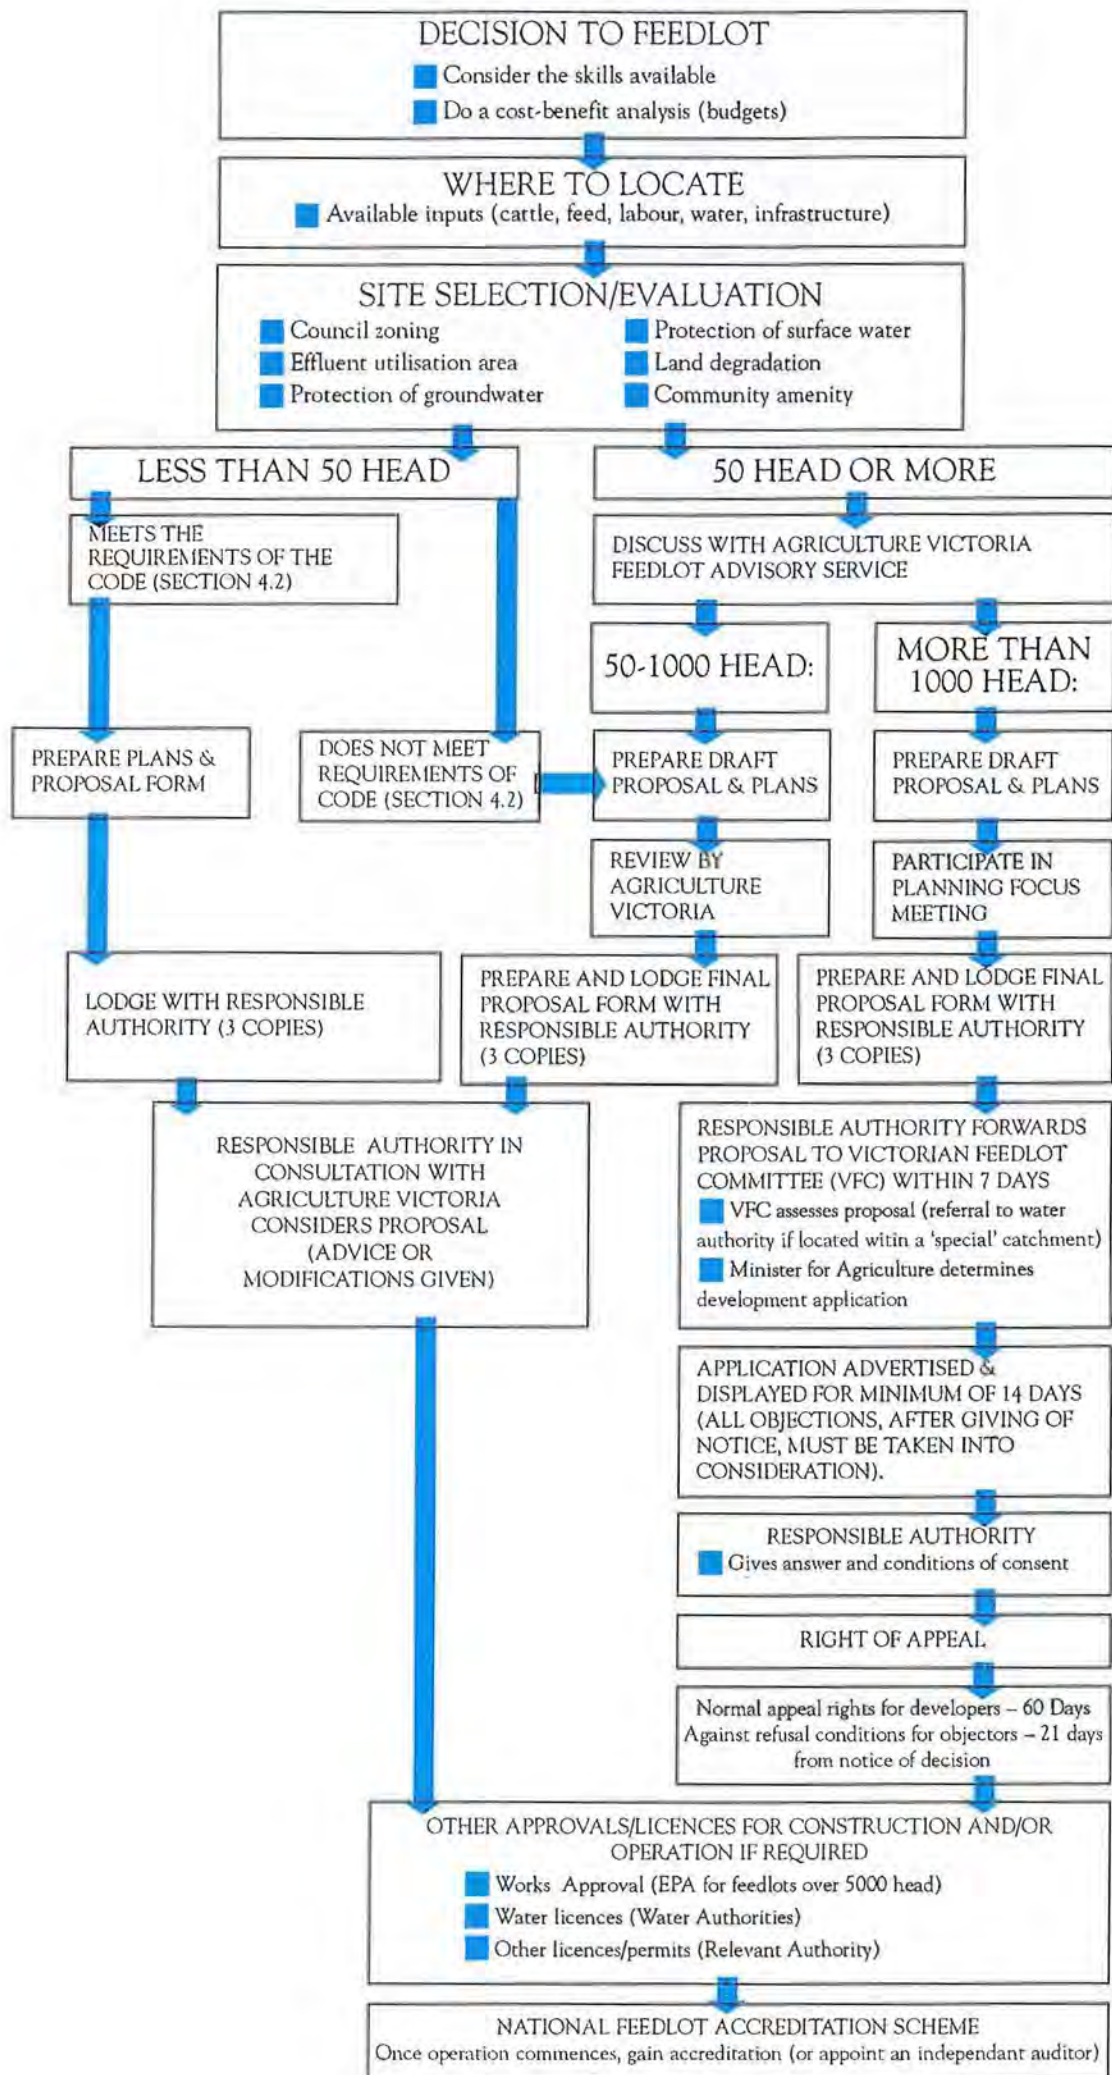 DECISION TO FEEDLOT
Consider the skills available
Do a cost-benefit analysis (budgets)
WHERE TO LOCATE
Available inputs (cattle, feed, labour, water, infrastructure)
SITE SELECTION/EVALUATION
Council zoning
Effluent utilisation area
Protection of groundwater
Protection of surface water
Land degradation
Community amenity
LESS THAN 50 HEAD
50 HEAD OR MORE
MEETS THE
REQUIREMENTS OF THE
CODE (SECTION 4.2)
DISCUSS WITH AGRICULTURE VICTORIA
FEEDLOT ADVISORY SERVICE
50-1000 HEAD:
MORE THAN
1000 HEAD:
PREPARE PLANS &
PROPOSAL FORM
DOES NOT MEET
REQUIREMENTS OF
CODE (SECTION 4.2)
PREPARE DRAFT
PROPOSAL & PLANS
PREPARE DRAFT
PROPOSAL & PLANS
REVIEW BY
AGRICULTURE
VICTORIA
PARTICIPATE IN
PLANNING FOCUS
MEETING
LODGE WITH RESPONSIBLE
AUTHORITY (3 COPIES)
PREPARE AND LODGE FINAL
PROPOSAL FORM WITH
RESPONSIBLE AUTHORITY
(3 COPIES)
PREPARE AND LODGE FINAL
PROPOSAL FORM WITH
RESPONSIBLE AUTHORITY
(3 COPIES)
RESPONSIBLE AUTHORITY IN
CONSULTATION WITH
AGRICULTURE VICTORIA
CONSIDERS PROPOSAL
(ADVICE OR
MODIFICATIONS GIVEN)
RESPONSIBLE AUTHORITY FORWARDS
PROPOSAL TO VICTORIAN FEEDLOT
COMMITTEE (VFC) WITHIN 7 DAYS
VFC assesses proposal (referral to water
authority if located witin a 'special' catchment)
Minister for Agriculture determines
development application
APPLICATION ADVERTISED &
DISPLAYED FOR MINIMUM OF 14 DAYS
(ALL OBJECTIONS, AFTER GIVING OF
NOTICE, MUST BE TAKEN INTO
CONSIDERATION).
RESPONSIBLE AUTHORITY
Gives answer and conditions of consent
RIGHT OF APPEAL
Normal appeal rights for developers – 60 Days
Against refusal conditions for objectors – 21 days
from notice of decision
OTHER APPROVALS/LICENCES FOR CONSTRUCTION AND/OR
OPERATION IF REQUIRED
Works Approval (EPA for feedlots over 5000 head)
Water licences (Water Authorities)
Other licences/permits (Relevant Authority)
NATIONAL FEEDLOT ACCREDITATION SCHEME
Once operation commences, gain accreditation (or appoint an independant auditor)